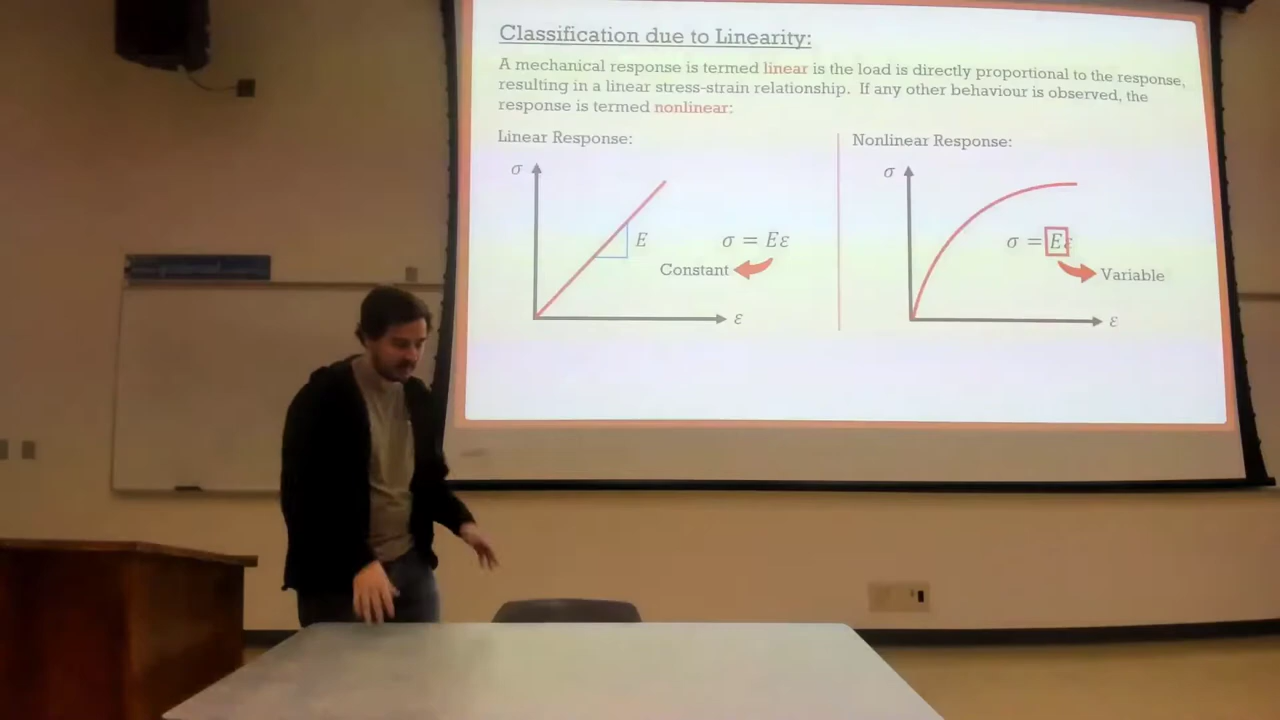 Classification due to Linearity:
A mechanical response is termed linear is the load is directly proportional to the response,
resulting in a linear stress-strain relationship. If any other behaviour is observed, the
response is termed nonlinear:
Linear Response:
σ
E
σ = Eε
Constant
ε
Nonlinear Response:
σ
σ = Eε
Variable
ε